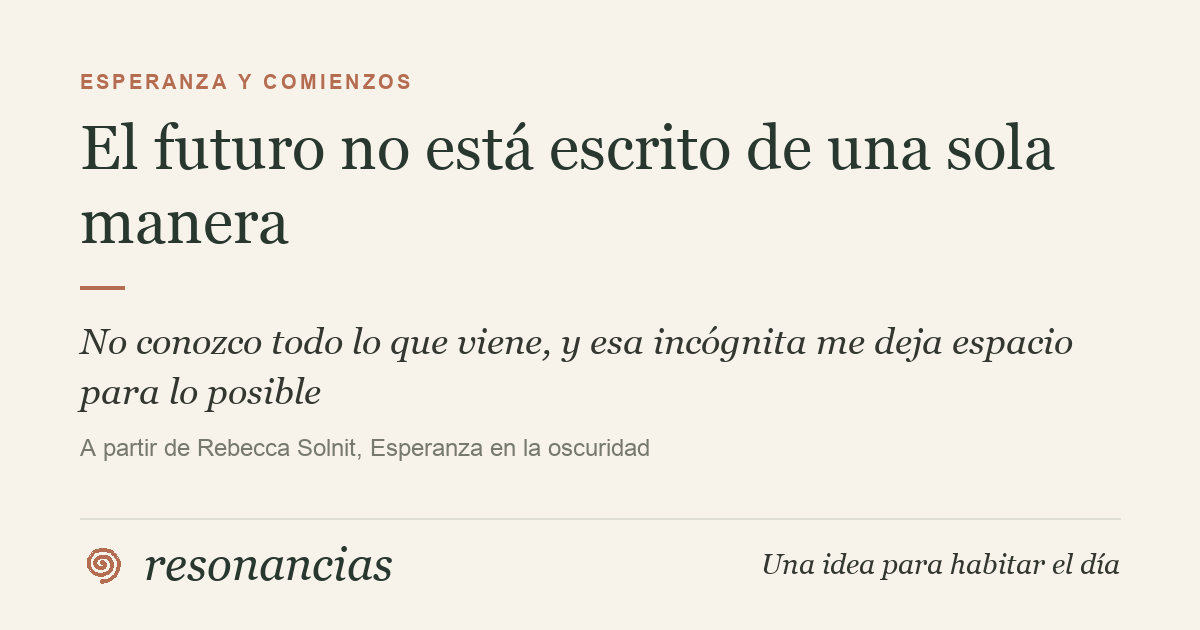 ESPERANZA Y COMIENZOS
El futuro no está escrito de una sola
manera
No conozco todo lo que viene, y esa incógnita me deja espacio
para lo posible
A partir de Rebecca Solnit, Esperanza en la oscuridad
resonancias
Una idea para habitar el día